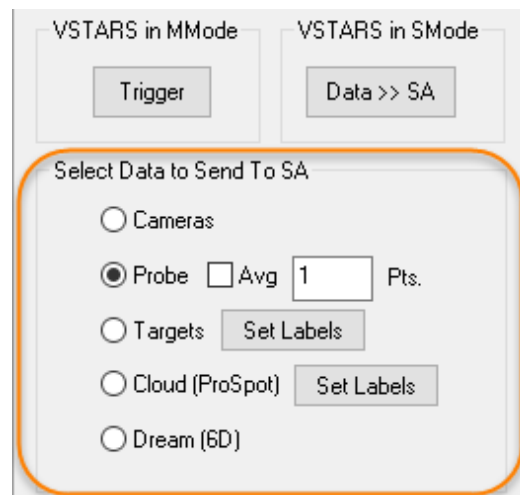 VSTARS in MMode VSTARS in SMode
Trigger Data >> SA
Select Data to Send To SA
Cameras
Probe Avg 1 Pts.
Targets Set Labels
Cloud (ProSpot) Set Labels
Dream (6D)